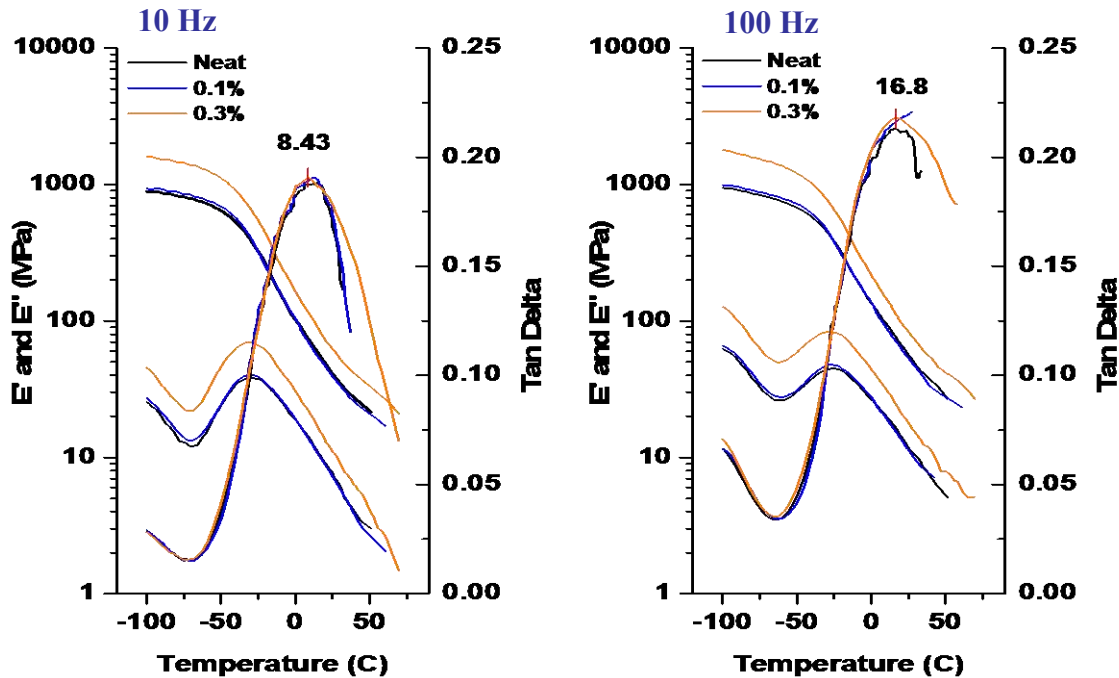 10 Hz
10000
1000
100
10
1
E' and E" (MPa)
Neat
0.1%
0.3%
8.43
0.25
0.20
0.15
0.10
0.05
0.00
Tan Delta
-100 -50 0 50
Temperature (C)
100 Hz
10000
1000
100
10
1
E' and E" (MPa)
Neat
0.1%
0.3%
16.8
0.25
0.20
0.15
0.10
0.05
0.00
Tan Delta
-100 -50 0 50
Temperature (C)